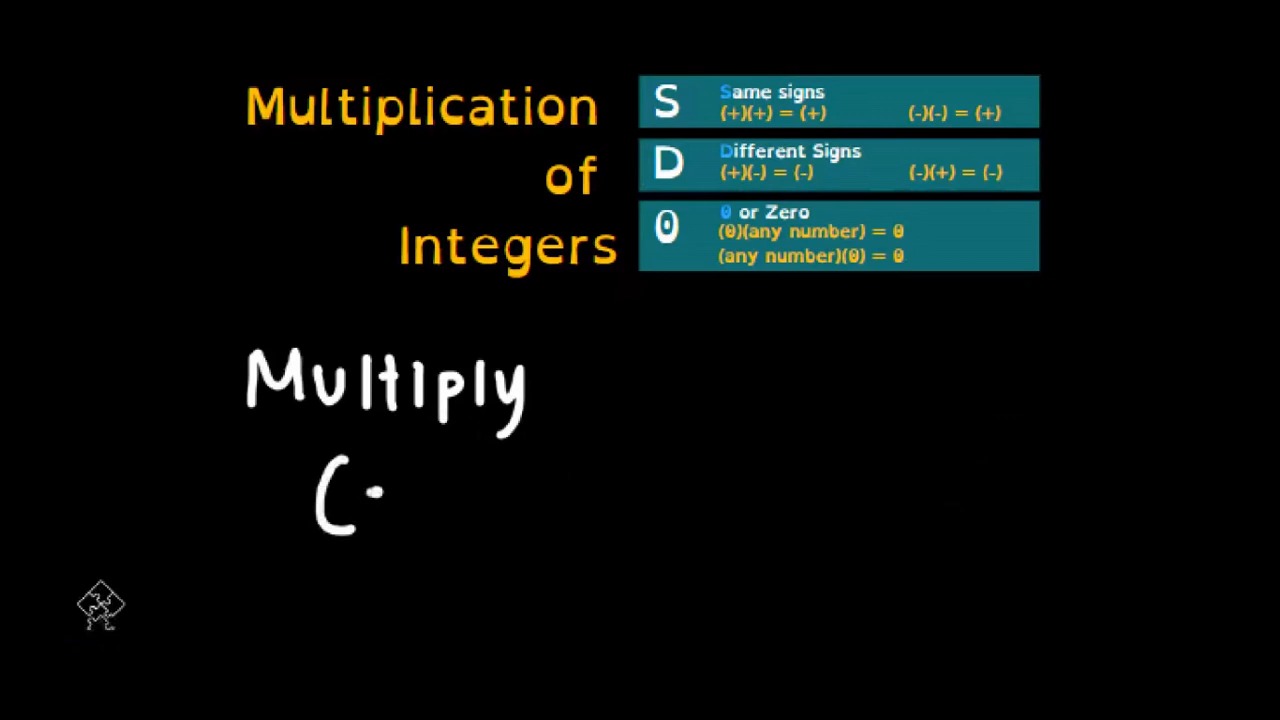 Multiplication
of
Integers
S
Same signs
(+)(+) = (+) (-)(-) = (+)
D
Different Signs
(+)(-) = (-) (-)(+) = (-)
0
0 or Zero
(0)(any number) = 0
(any number)(0) = 0
Multiply
(-